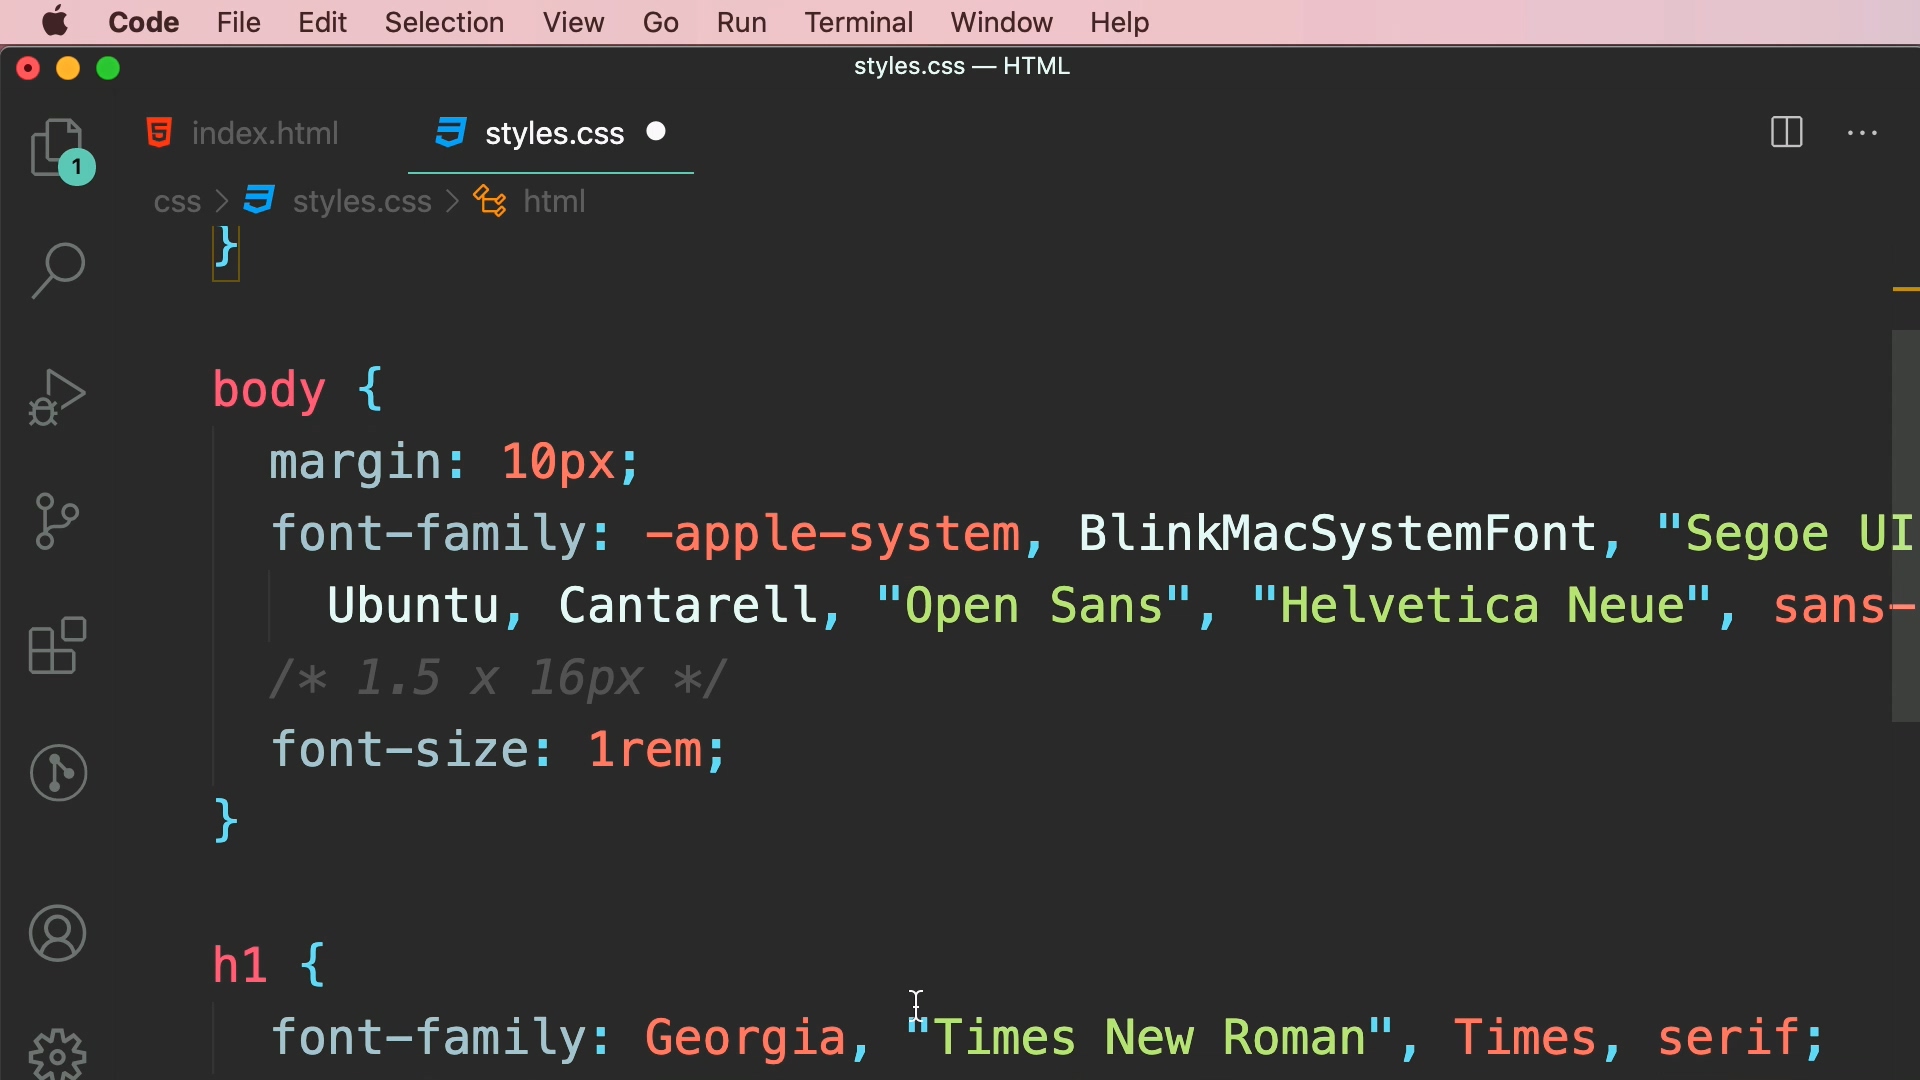 Code File Edit Selection View Go Run Terminal Window Help
styles.css — HTML
index.html styles.css
1
css > styles.css > html
}
body {
margin: 10px;
font-family: -apple-system, BlinkMacSystemFont, "Segoe UI
Ubuntu, Cantarell, "Open Sans", "Helvetica Neue", sans-
/* 1.5 x 16px */
font-size: 1rem;
}
h1 {
font-family: Georgia, "Times New Roman", Times, serif;